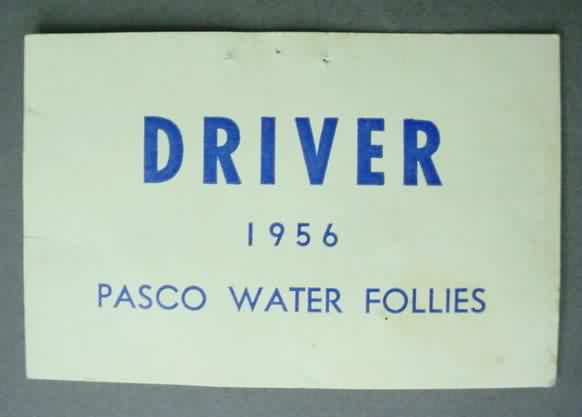 DRIVER
1956
PASCO WATER FOLLIES